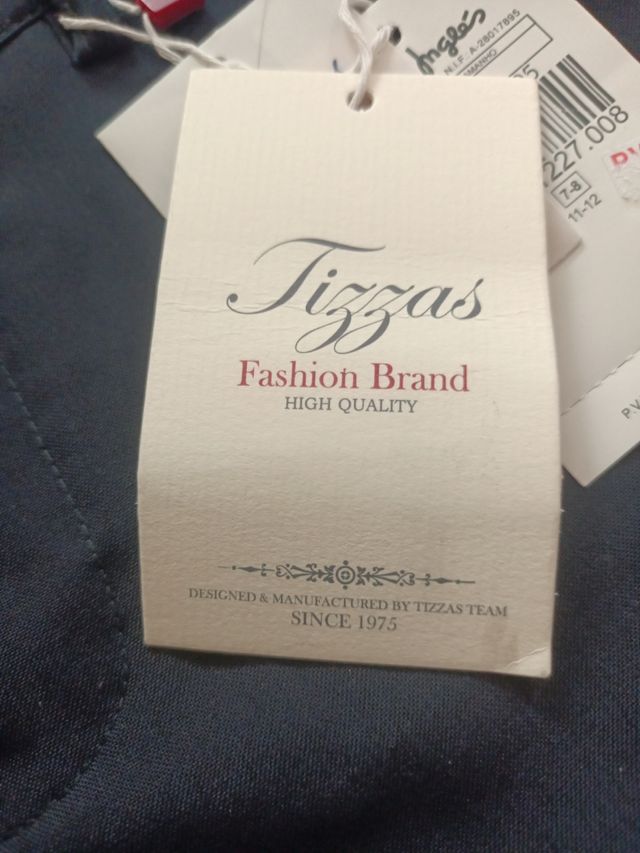 Inglés
N.I.F. A-28017895
227.008
7-8
11-12
P.V
Tizzas
Fashion Brand
HIGH QUALITY
DESIGNED & MANUFACTURED BY TIZZAS TEAM
SINCE 1975